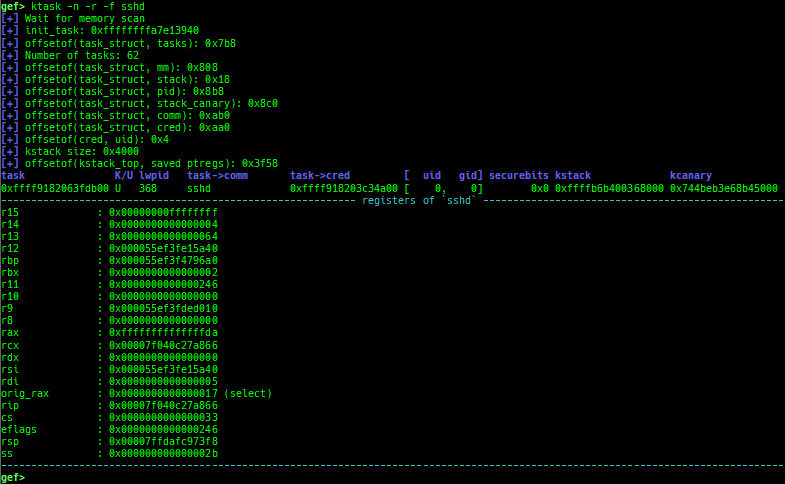 gef> ktask -n -r -f sshd
[+] Wait for memory scan
[+] init_task: 0xffffffffa7e13940
[+] offsetof(task_struct, tasks): 0x7b8
[+] Number of tasks: 62
[+] offsetof(task_struct, mm): 0x808
[+] offsetof(task_struct, stack): 0x18
[+] offsetof(task_struct, pid): 0x8b8
[+] offsetof(task_struct, stack_canary): 0x8c0
[+] offsetof(task_struct, comm): 0xab0
[+] offsetof(task_struct, cred): 0xaa0
[+] offsetof(cred, uid): 0x4
[+] kstack size: 0x4000
[+] offsetof(kstack_top, saved ptregs): 0x3f58
task K/U lwpid task->comm task->cred [ uid gid] securebits kstack kcanary
0xffff9182063fdb00 U 368 sshd 0xffff918203c34a00 [ 0, 0] 0x0 0xffffb6b400368000 0x744beb3e68b45000
registers of `sshd`
r15 : 0x00000000ffffffff
r14 : 0x0000000000000004
r13 : 0x0000000000000064
r12 : 0x000055ef3fe15a40
rbp : 0x000055ef3f4796a0
rbx : 0x0000000000000002
r11 : 0x0000000000000246
r10 : 0x0000000000000000
r9 : 0x000055ef3fded010
r8 : 0x0000000000000000
rax : 0xffffffffffffffda
rcx : 0x00007f040c27a866
rdx : 0x0000000000000000
rsi : 0x000055ef3fe15a40
rdi : 0x0000000000000005
orig_rax : 0x0000000000000017 (select)
rip : 0x00007f040c27a866
cs : 0x0000000000000033
eflags : 0x0000000000000246
rsp : 0x00007ffdafc973f8
ss : 0x000000000000002b
gef>